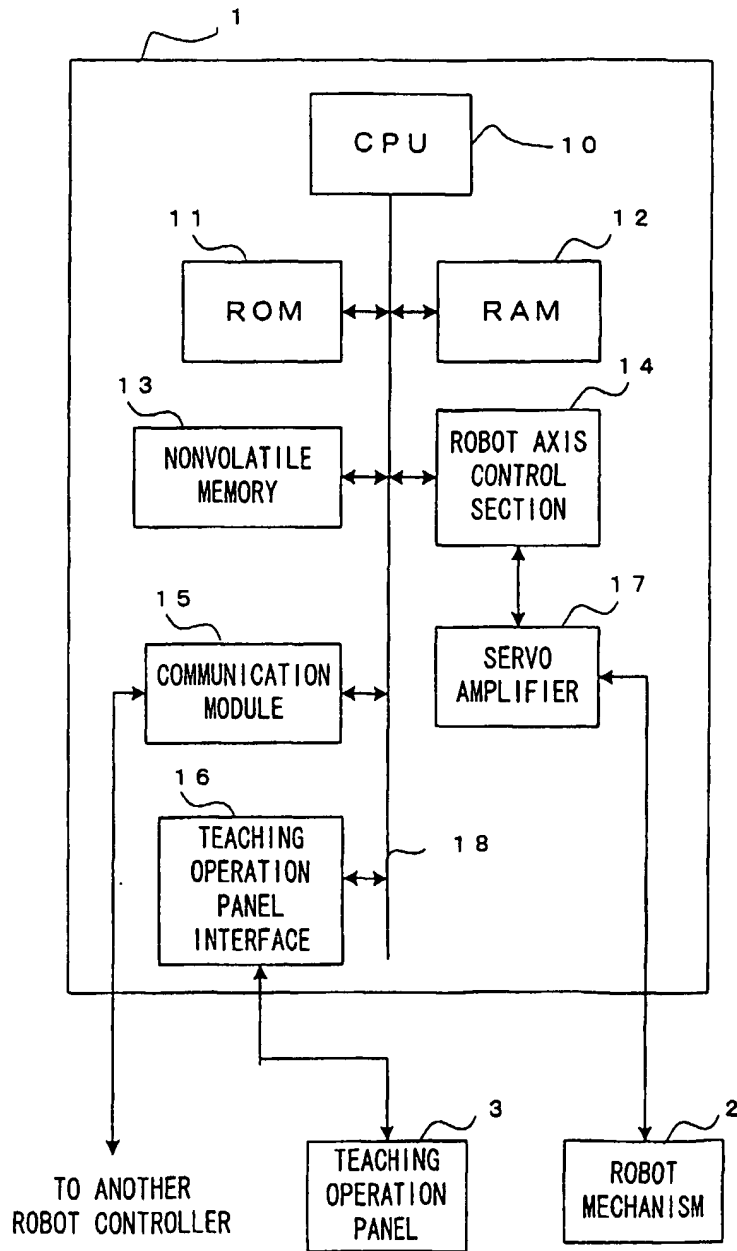 1
CPU
10
11
12
ROM
RAM
13
14
NONVOLATILE
MEMORY
ROBOT AXIS
CONTROL
SECTION
15
17
COMMUNICATION
MODULE
SERVO
AMPLIFIER
16
TEACHING
OPERATION
PANEL
INTERFACE
18
3
2
TO ANOTHER
ROBOT CONTROLLER
TEACHING
OPERATION
PANEL
ROBOT
MECHANISM